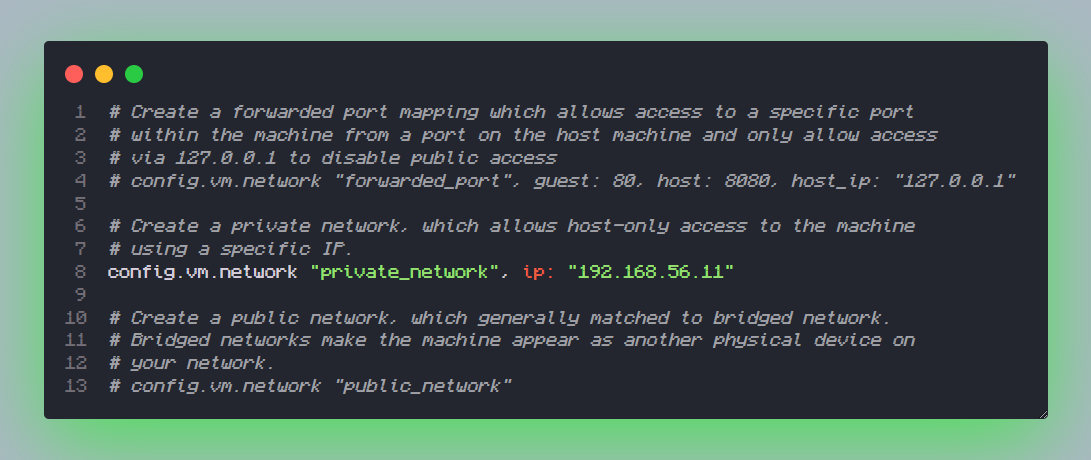 1 # Create a forwarded port mapping which allows access to a specific port
2 # within the machine from a port on the host machine and only allow access
3 # via 127.0.0.1 to disable public access
4 # config.vm.network "forwarded_port", guest: 80, host: 8080, host_ip: "127.0.0.1"
5
6 # Create a private network, which allows host-only access to the machine
7 # using a specific IP.
8 config.vm.network "private_network", ip: "192.168.56.11"
9
10 # Create a public network, which generally matched to bridged network.
11 # Bridged networks make the machine appear as another physical device on
12 # your network.
13 # config.vm.network "public_network"